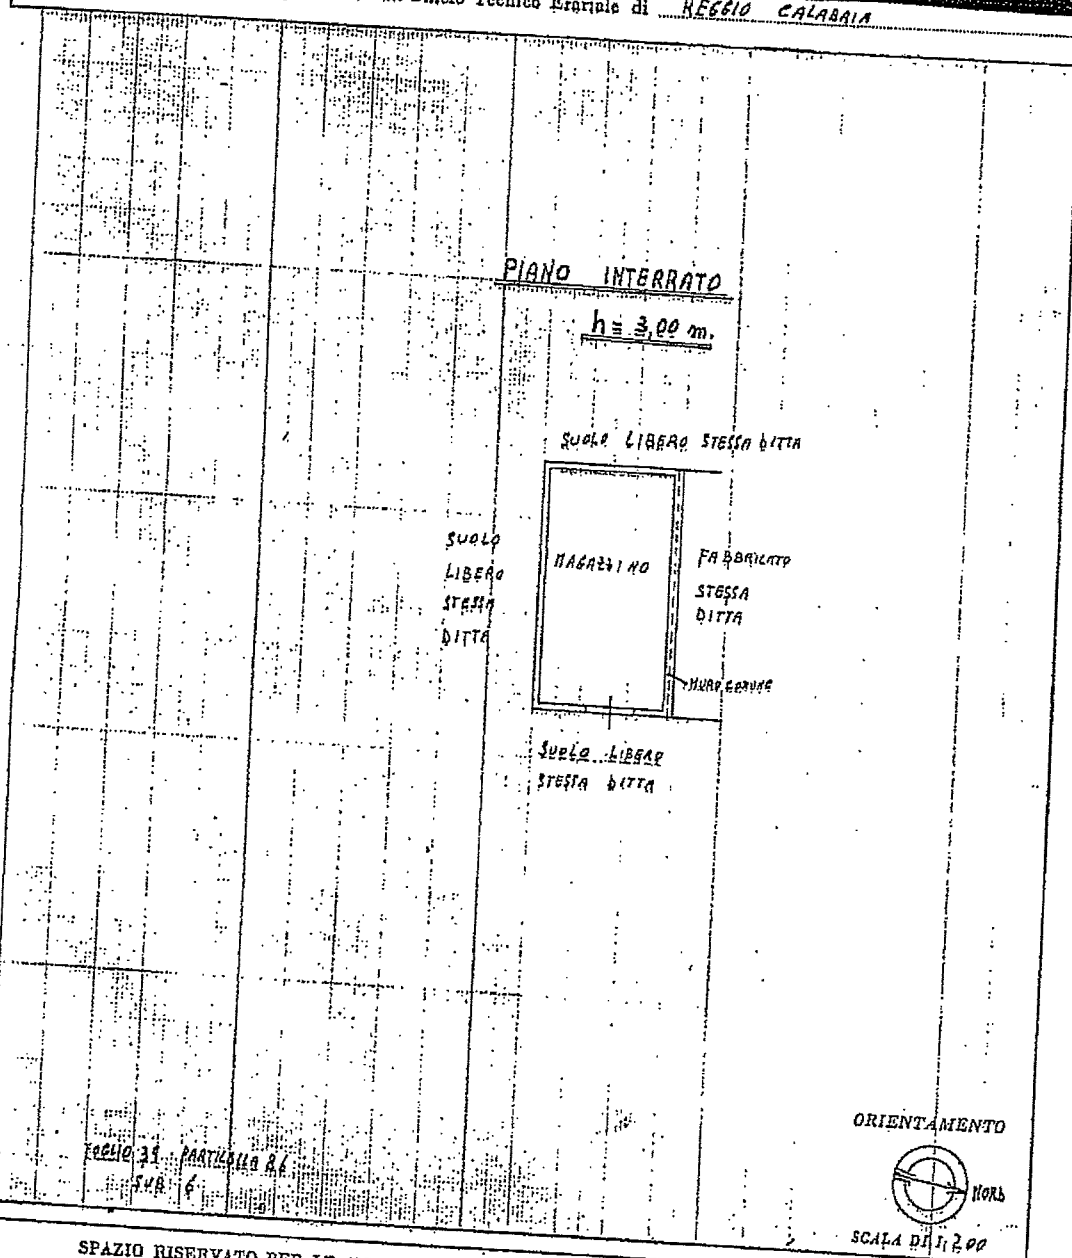 Tecnico Erariale di REGGIO CALABRIA
PIANO INTERRATO
h = 3,00 m.
SUOLO LIBERO STESSA DITTA
SUOLO
LIBERO
STESSA
DITTA
MAGAZZINO
FABBRICATO
STESSA
DITTA
MURO COMUNE
SUOLO LIBERO
STESSA DITTA
FOGLIO 39 PARTICELLA 86
SUB 6
ORIENTAMENTO
NORD
SCALA DI 1:200
SPAZIO RISERVATO PER